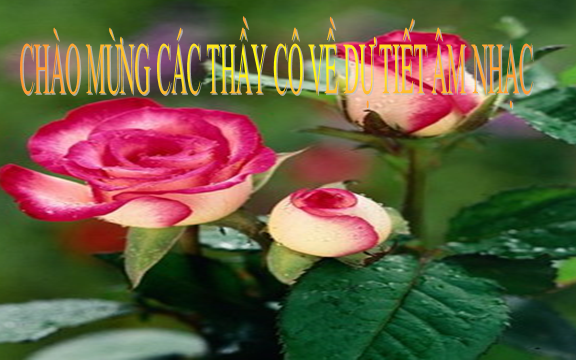 CHÀO MỪNG CÁC THẦY CÔ VỀ DỰ TIẾT ÂM NHẠC